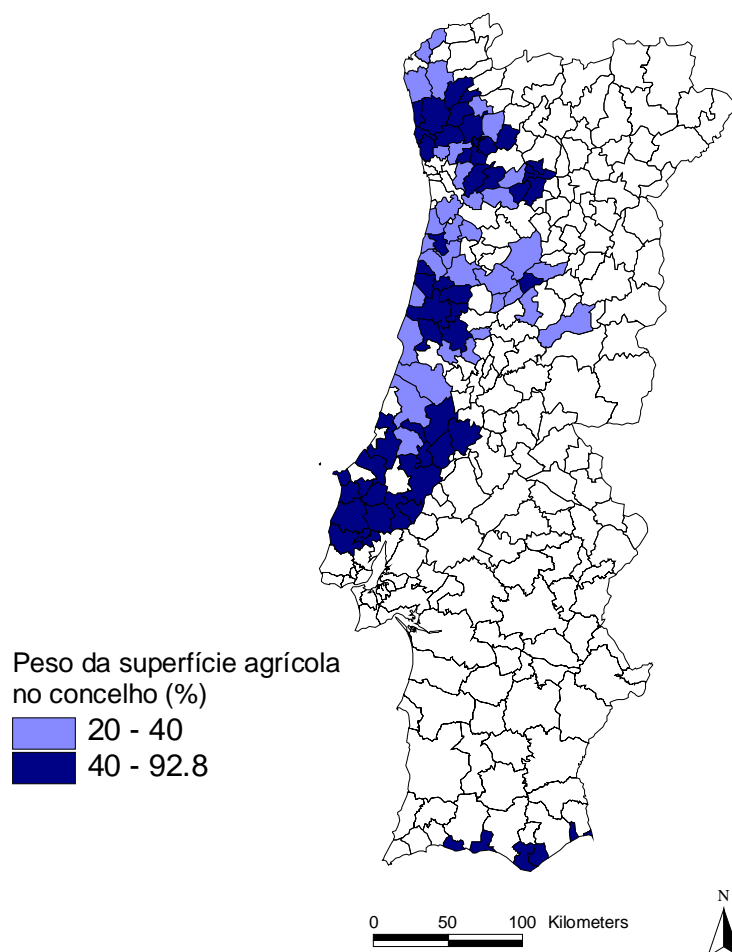 Peso da superfície agrícola
no concelho (%)
20 - 40
40 - 92.8
0 50 100 Kilometers
N